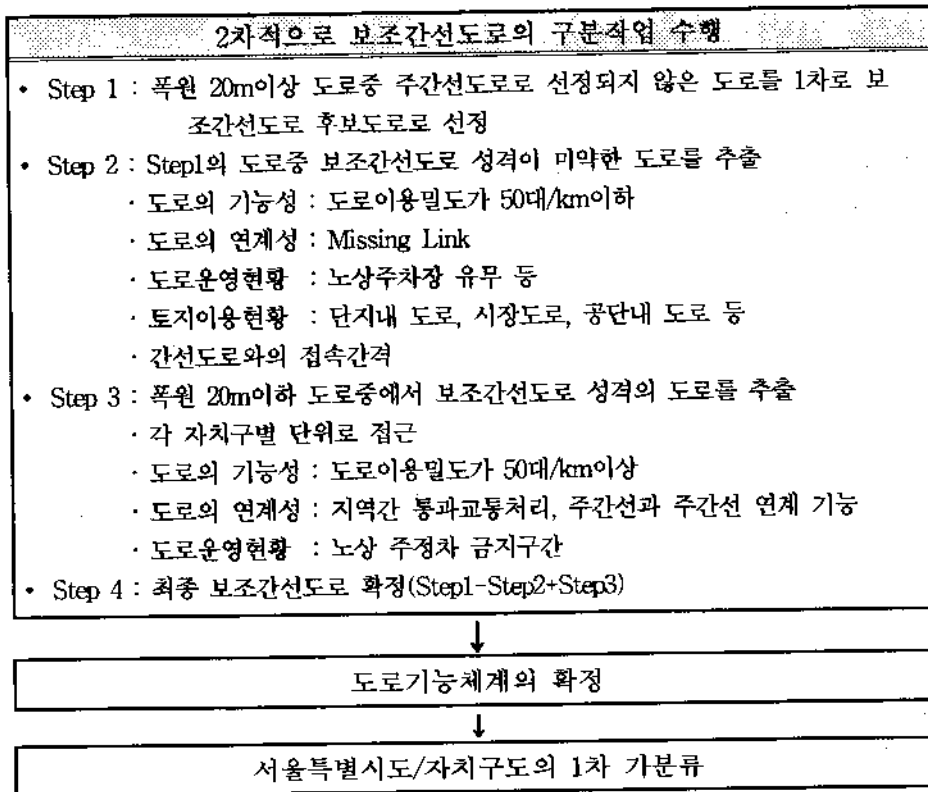 2차적으로 보조간선도로의 구분작업 수행
• Step 1 : 폭원 20m이상 도로중 주간선도로로 선정되지 않은 도로를 1차로 보
조간선도로 후보도로로 선정
• Step 2 : Step1의 도로중 보조간선도로 성격이 미약한 도로를 추출
· 도로의 기능성 : 도로이용밀도가 50대/km이하
· 도로의 연계성 : Missing Link
· 도로운영현황 : 노상주차장 유무 등
· 토지이용현황 : 단지내 도로, 시장도로, 공단내 도로 등
· 간선도로와의 접속간격
• Step 3 : 폭원 20m이하 도로중에서 보조간선도로 성격의 도로를 추출
· 각 자치구별 단위로 접근
· 도로의 기능성 : 도로이용밀도가 50대/km이상
· 도로의 연계성 : 지역간 통과교통처리, 주간선과 주간선 연계 기능
· 도로운영현황 : 노상 주정차 금지구간
• Step 4 : 최종 보조간선도로 확정(Step1-Step2+Step3)
↓
도로기능체계의 확정
↓
서울특별시도/자치구도의 1차 가분류